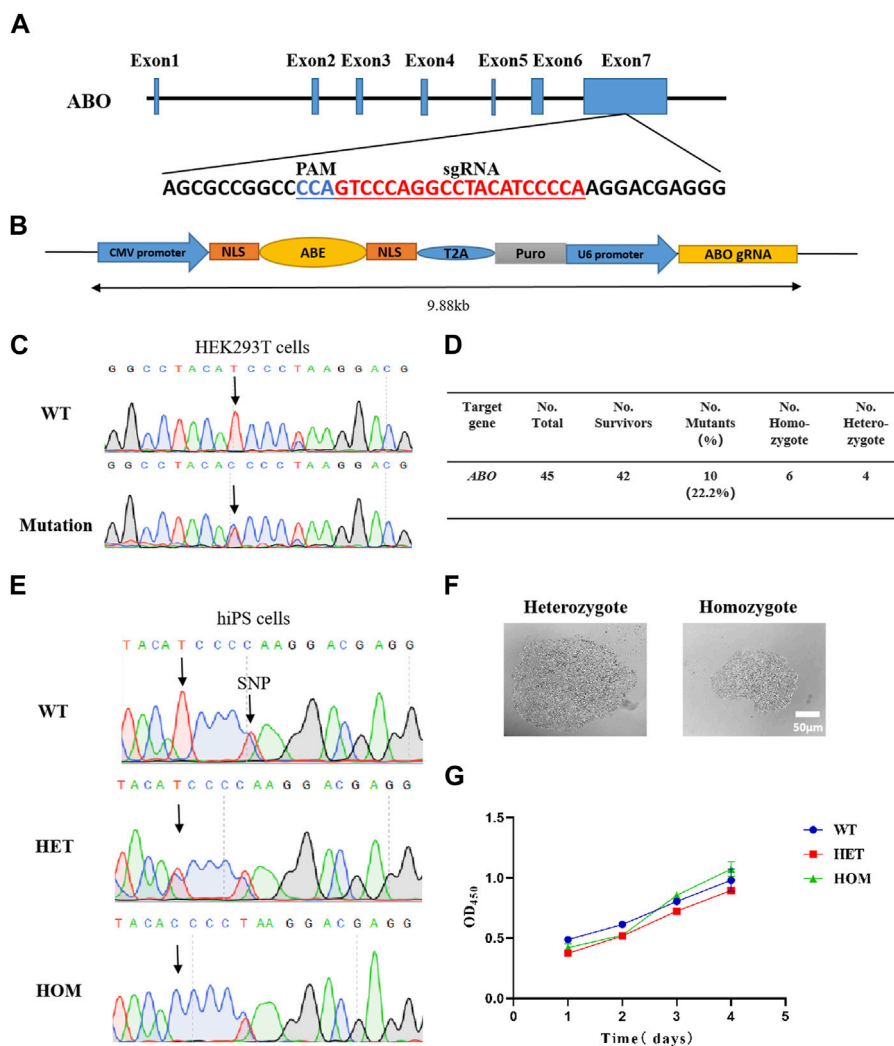 A
Exon1 Exon2 Exon3 Exon4 Exon5 Exon6 Exon7
ABO
PAM sgRNA
AGCGCCGGCCCCAGTCCCAGGCCTACATCCCCAAGGACGAGGG
B
CMV promoter NLS ABE NLS T2A Puro U6 promoter ABO gRNA
9.88kb
C
HEK293T cells
G G C C T A C A T C C C T A A G G A C G
WT
G G C C T A C A C C C C T A A G G A C G
Mutation
D
Target gene No. Total No. Survivors No. Mutants (%) No. Homo-zygote No. Hetero-zygote
ABO 45 42 10 6 4
(22.2%)
E
hiPS cells
T A C A T C C C C A A G G A C G A G G
SNP
WT
T A C A T C C C C A A G G A C G A G G
HET
T A C A C C C C T A A G G A C G A G G
HOM
F
Heterozygote Homozygote
50μm
G
1.5
1.0
0.5
0.0
OD450
0 1 2 3 4 5
Time( days)
WT
HET
HOM